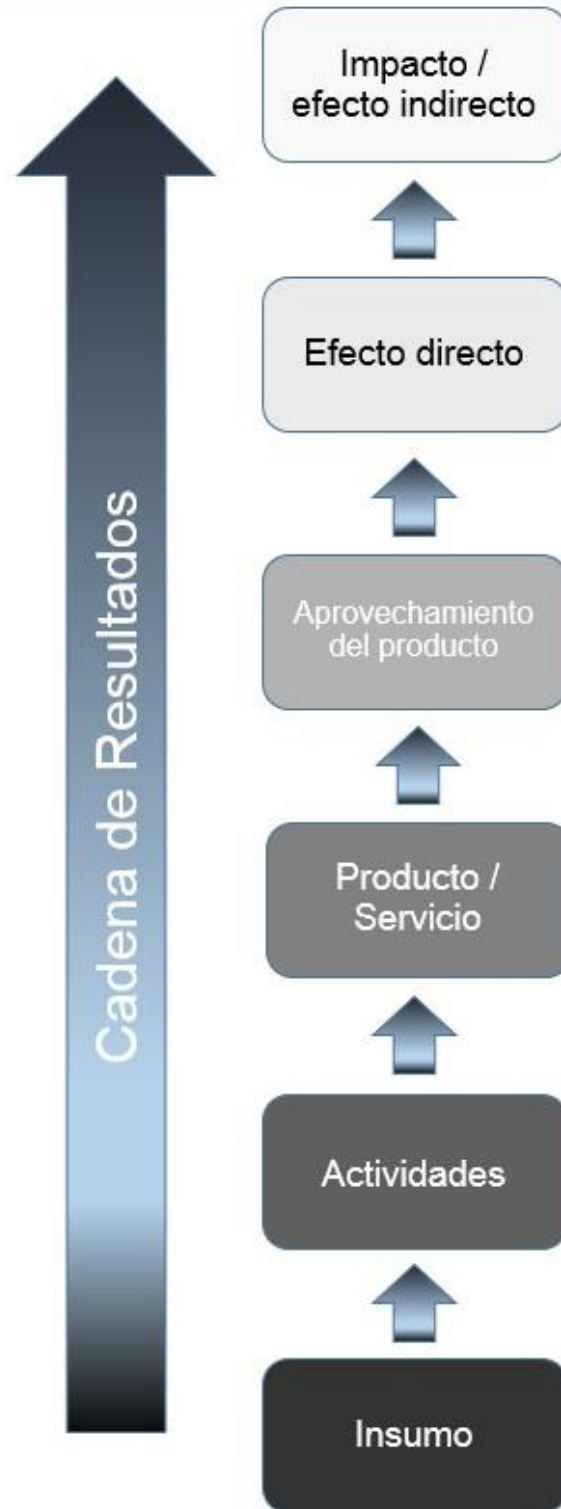 Impacto /
efecto indirecto
Efecto directo
Aprovechamiento
del producto
Producto /
Servicio
Actividades
Insumo
Cadena de Resultados